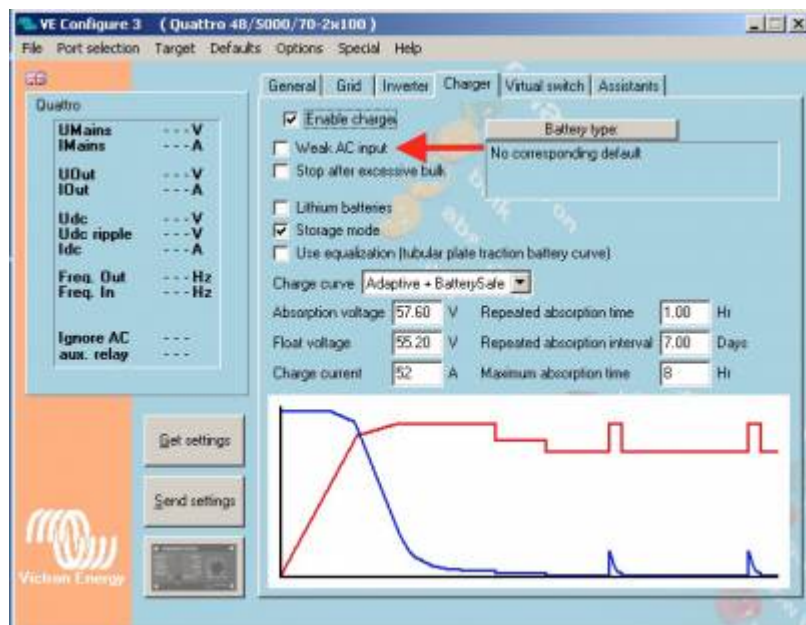 VE Configure 3 ( Quattro 48/5000/70-2x100 )
File Port selection Target Defaults Options Special Help
Quattro
UMains - - - V
IMains - - - A
UOut - - - V
IOut - - - A
Udc - - - V
Udc ripple - - - V
Idc - - - A
Freq. Out - - - Hz
Freq. In - - - Hz
Ignore AC - - -
aux. relay - - -
Get settings
Send settings
Victron Energy
General Grid Inverter Charger Virtual switch Assistants
Enable charger
Weak AC input
Stop after excessive bulk
Battery type:
No corresponding default
Lithium batteries
Storage mode
Use equalization (tubular plate traction battery curve)
Charge curve Adaptive + BatterySafe
Absorption voltage 57.60 V Repeated absorption time 1.00 Hr
Float voltage 55.20 V Repeated absorption interval 7.00 Days
Charge current 52 A Maximum absorption time 8 Hr